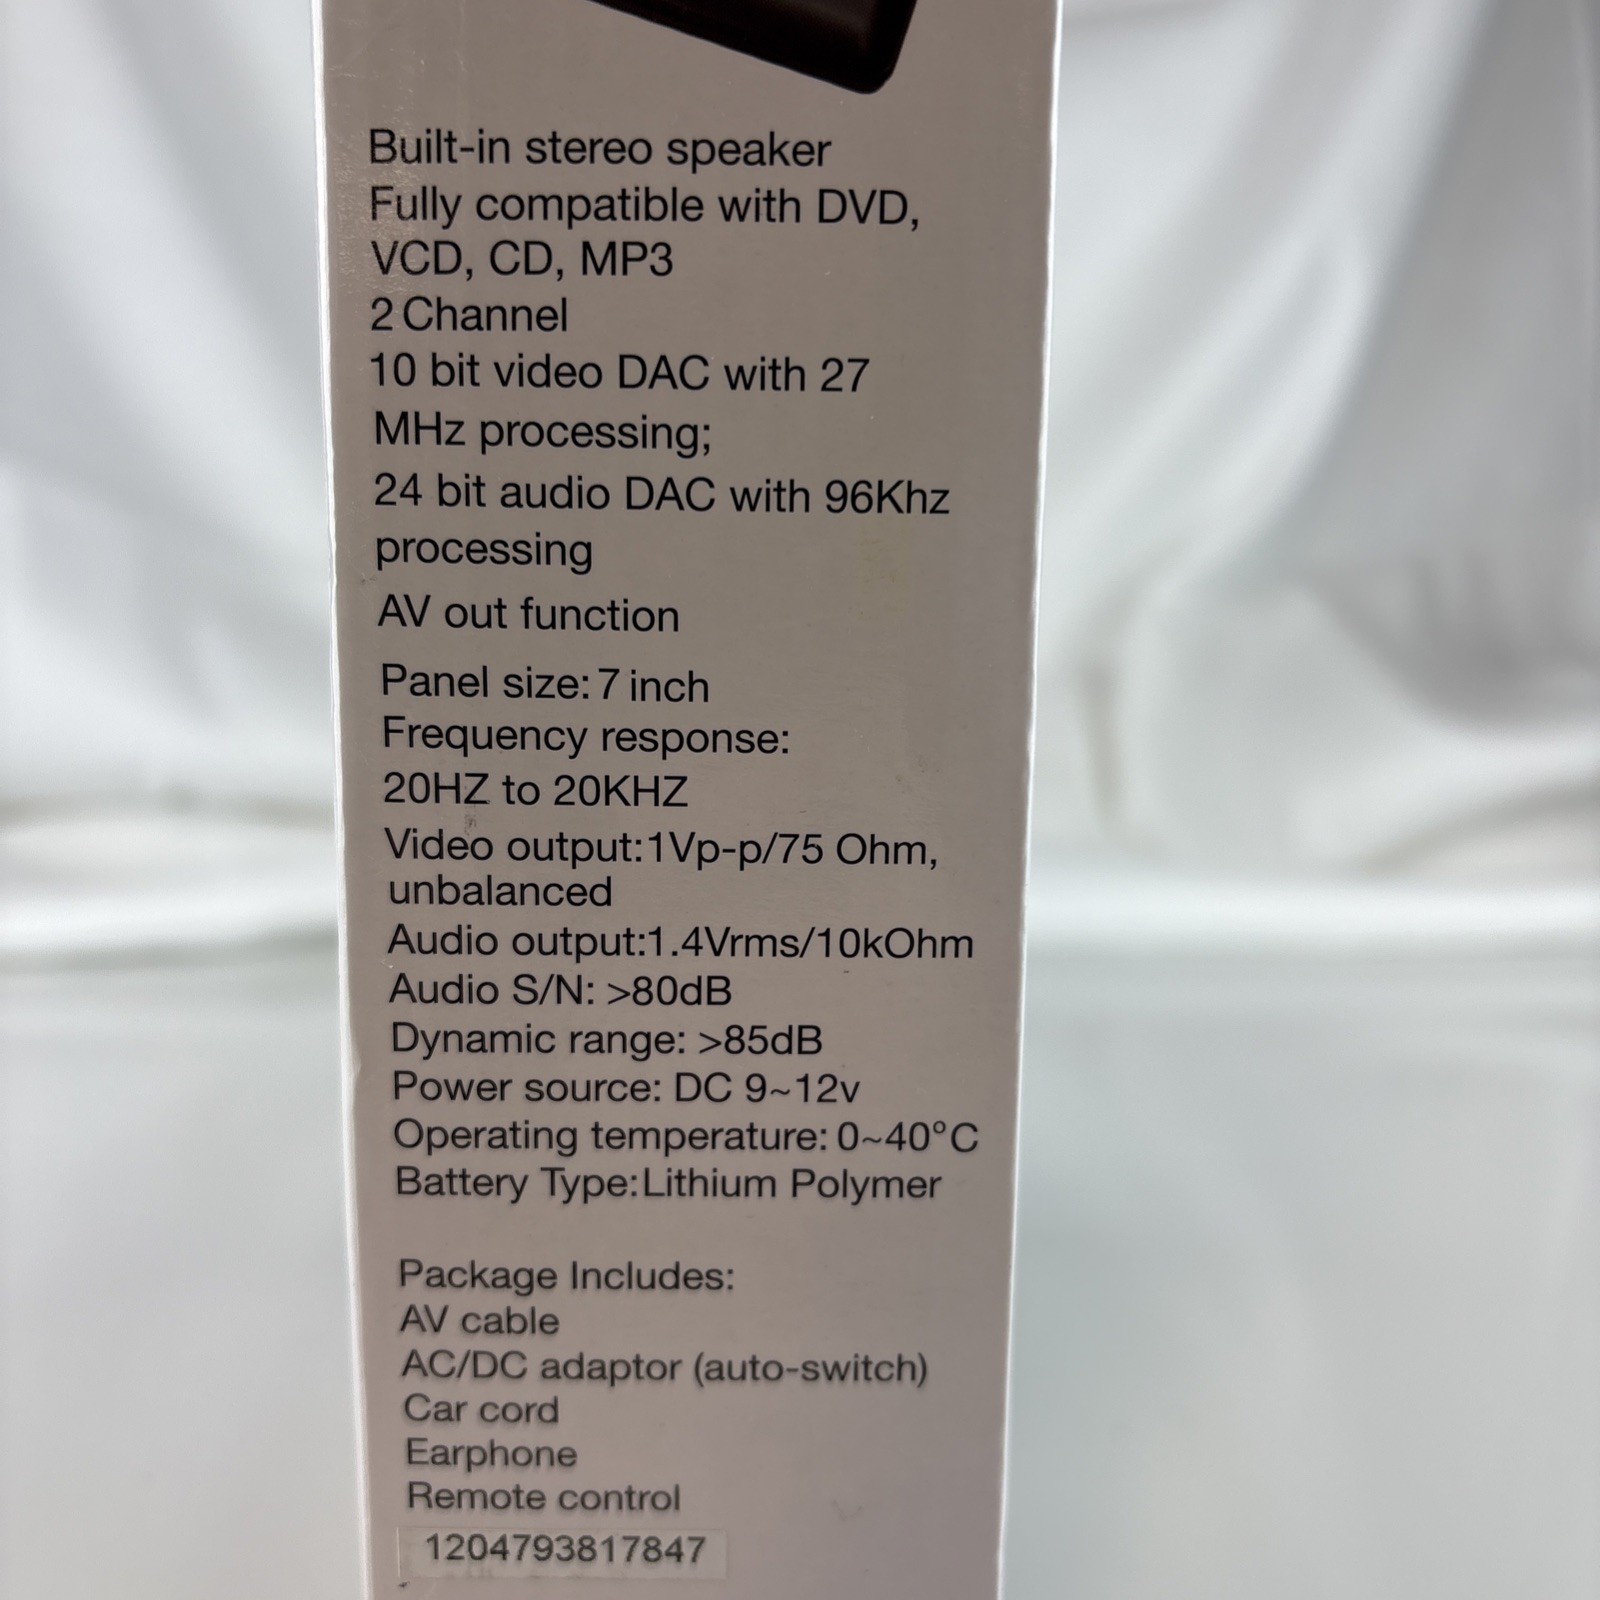 Built-in stereo speaker
Fully compatible with DVD,
VCD, CD, MP3
2 Channel
10 bit video DAC with 27
MHz processing;
24 bit audio DAC with 96Khz
processing
AV out function
Panel size: 7 inch
Frequency response:
20HZ to 20KHZ
Video output:1Vp-p/75 Ohm,
unbalanced
Audio output:1.4Vrms/10kOhm
Audio S/N: >80dB
Dynamic range: >85dB
Power source: DC 9~12v
Operating temperature: 0~40°C
Battery Type:Lithium Polymer
Package Includes:
AV cable
AC/DC adaptor (auto-switch)
Car cord
Earphone
Remote control
1204793817847